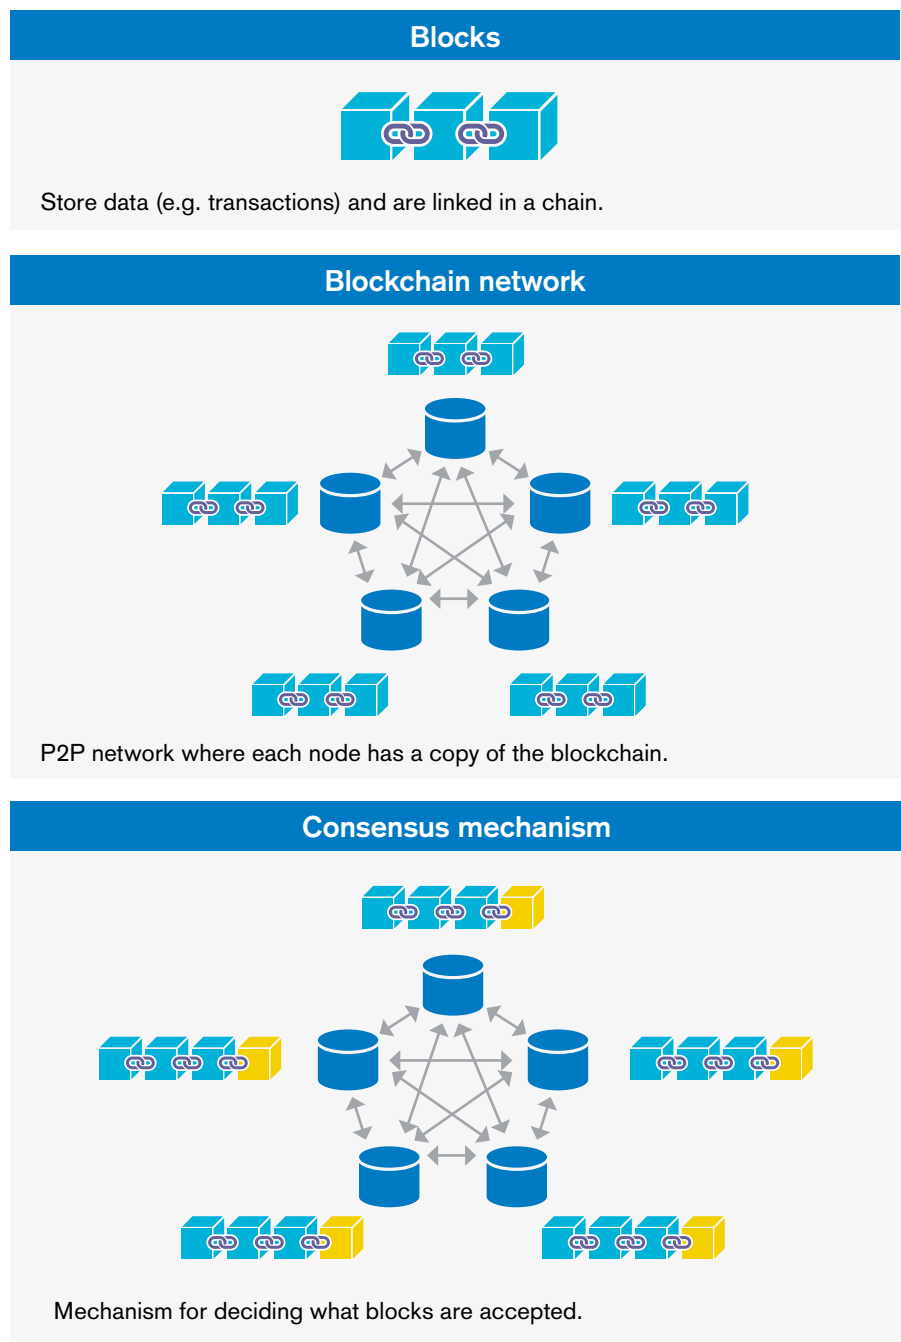 Blocks
Store data (e.g. transactions) and are linked in a chain.
Blockchain network
P2P network where each node has a copy of the blockchain.
Consensus mechanism
Mechanism for deciding what blocks are accepted.